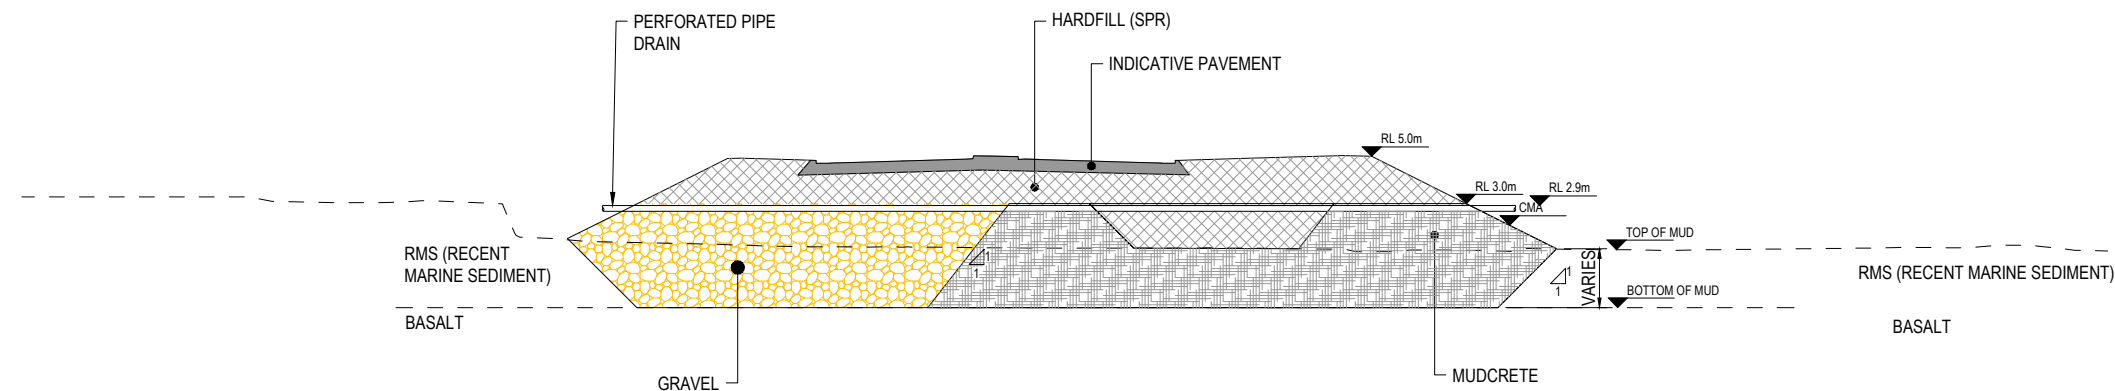 PERFORATED PIPE
DRAIN
HARDFILL (SPR)
INDICATIVE PAVEMENT
RL 5.0m
RL 3.0m
RL 2.9m
CMA
TOP OF MUD
RMS (RECENT
MARINE SEDIMENT)
1
1
1
1
VARIES
RMS (RECENT MARINE SEDIMENT)
BOTTOM OF MUD
BASALT
BASALT
GRAVEL
MUDCRETE